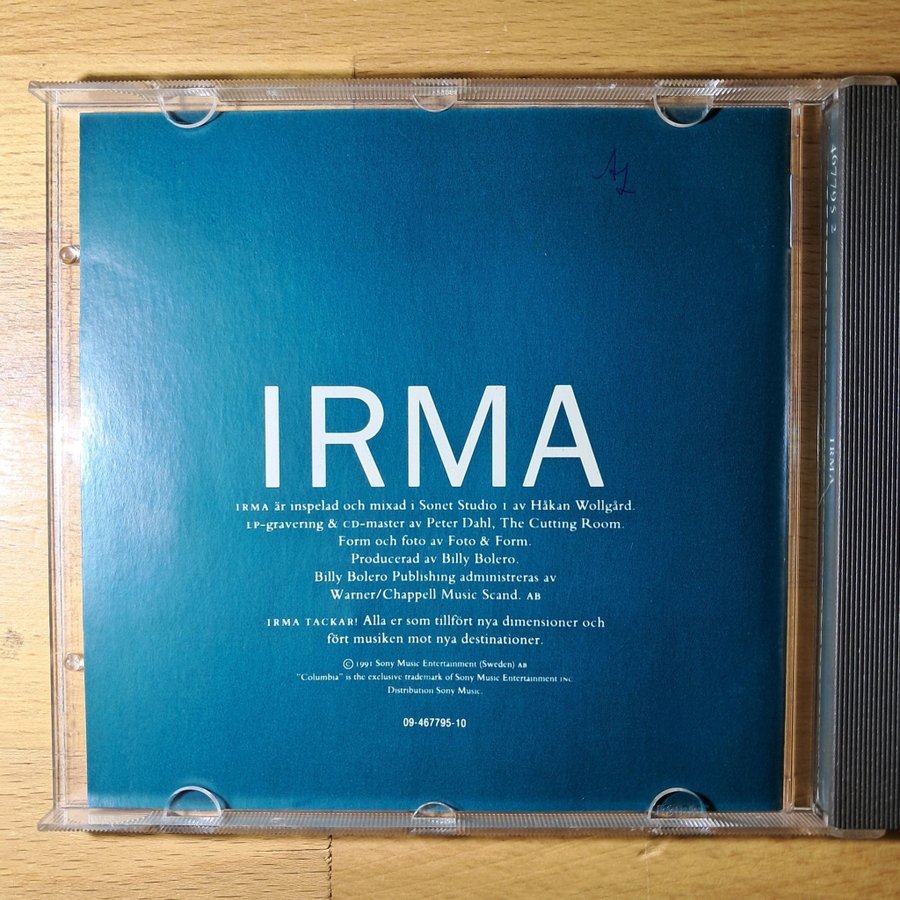 AL
IRMA
IRMA är inspelad och mixad i Sonet Studio 1 av Håkan Wollgård.
LP-gravering & CD-master av Peter Dahl, The Cutting Room.
Form och foto av Foto & Form.
Producerad av Billy Bolero.
Billy Bolero Publishing administreras av
Warner/Chappell Music Scand. AB
IRMA TACKAR! Alla er som tillfört nya dimensioner och
fört musiken mot nya destinationer.
© 1991 Sony Music Entertainment (Sweden) AB
"Columbia" is the exclusive trademark of Sony Music Entertainment INC.
Distribution Sony Music.
09-467795-10
467795 2
IRMA